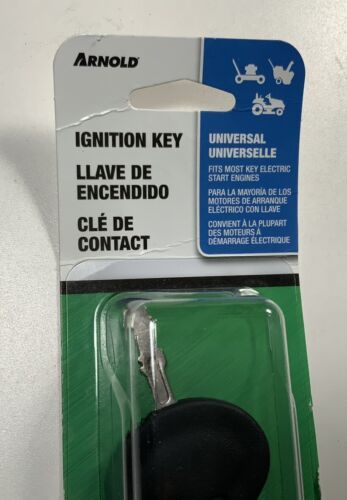 ARNOLD
IGNITION KEY
LLAVE DE
ENCENDIDO
CLÉ DE
CONTACT
UNIVERSAL
UNIVERSELLE
FITS MOST KEY ELECTRIC
START ENGINES
PARA LA MAYORÍA DE LOS
MOTORES DE ARRANQUE
ELÉCTRICO CON LLAVE
CONVIENT À LA PLUPART
DES MOTEURS À
DÉMARRAGE ÉLECTRIQUE